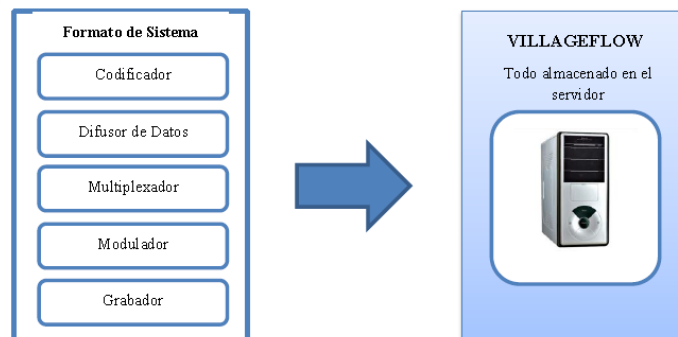 Formato de Sistema
Codificador
Difusor de Datos
Multiplexador
Modulador
Grabador
VILLAGEFLOW
Todo almacenado en el
servidor